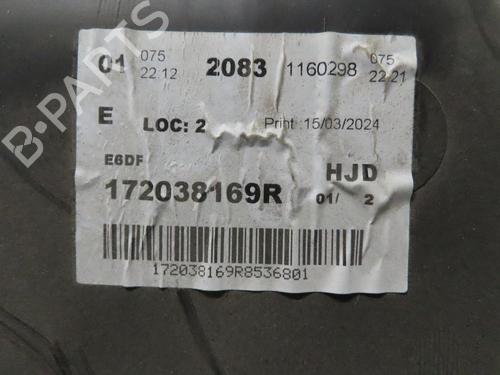 01 075 22:12 2083 1160298 075 22:21
E LOC: 2 Print :15/03/2024
E6DF HJD
172038169R 01/ 2
172038169R8536801
B-PARTS